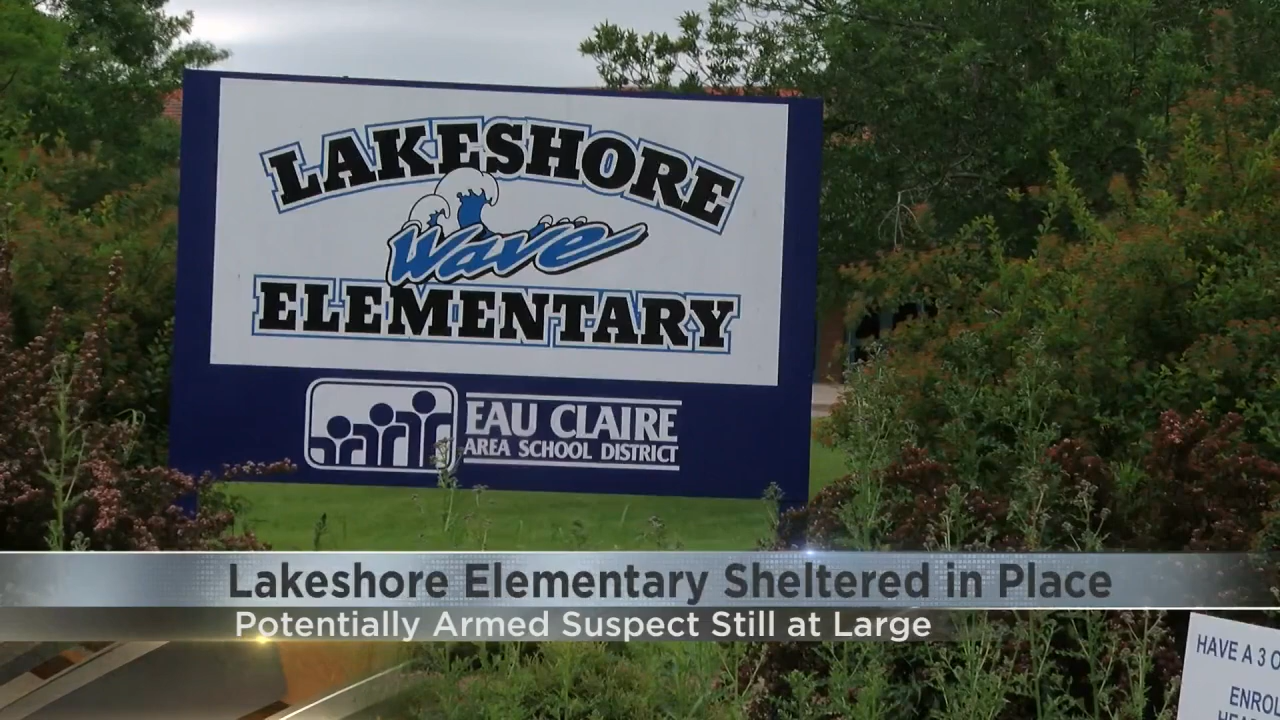 LAKESHORE
Wave
ELEMENTARY
EAU CLAIRE
AREA SCHOOL DISTRICT
Lakeshore Elementary Sheltered in Place
Potentially Armed Suspect Still at Large
HAVE A 3